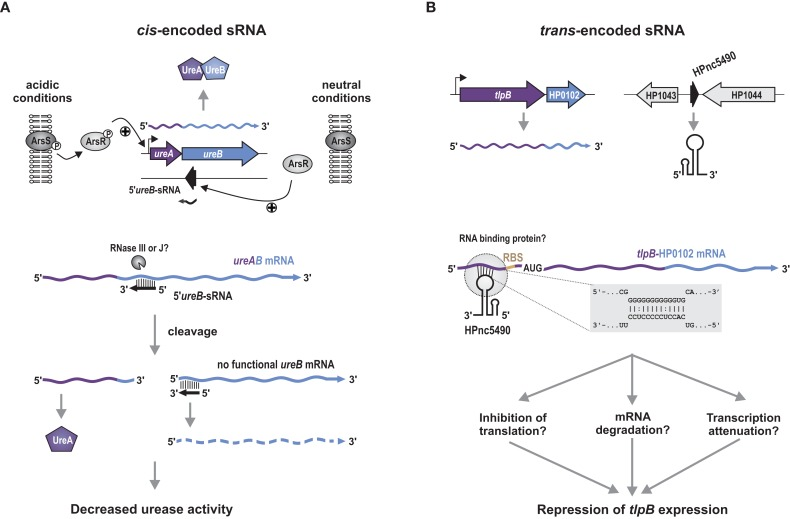 A
cis-encoded sRNA
UreA UreB
acidic
conditions
neutral
conditions
5' 3'
ArsS P
ArsR P
ureA ureB
ArsR
ArsS
5'ureB-sRNA
RNase III or J?
ureAB mRNA
5' 3'
3' 5'
5'ureB-sRNA
cleavage
no functional ureB mRNA
5' 3'
5' 3'
3' 5'
UreA
5' 3'
Decreased urease activity
B
trans-encoded sRNA
HPnc5490
tlpB HP0102
HP1043 HP1044
5' 3'
3'
RNA binding protein?
RBS
tlpB-HP0102 mRNA
5' AUG 3'
3' 5'
HPnc5490
5'-...CG CA...-3'
GGGGGGGGGGUG
||:|||||:|||
CCUCCCCCUCCAC
3'-...UU UG...-5'
Inhibition of
translation?
mRNA
degradation?
Transcription
attenuation?
Repression of tlpB expression